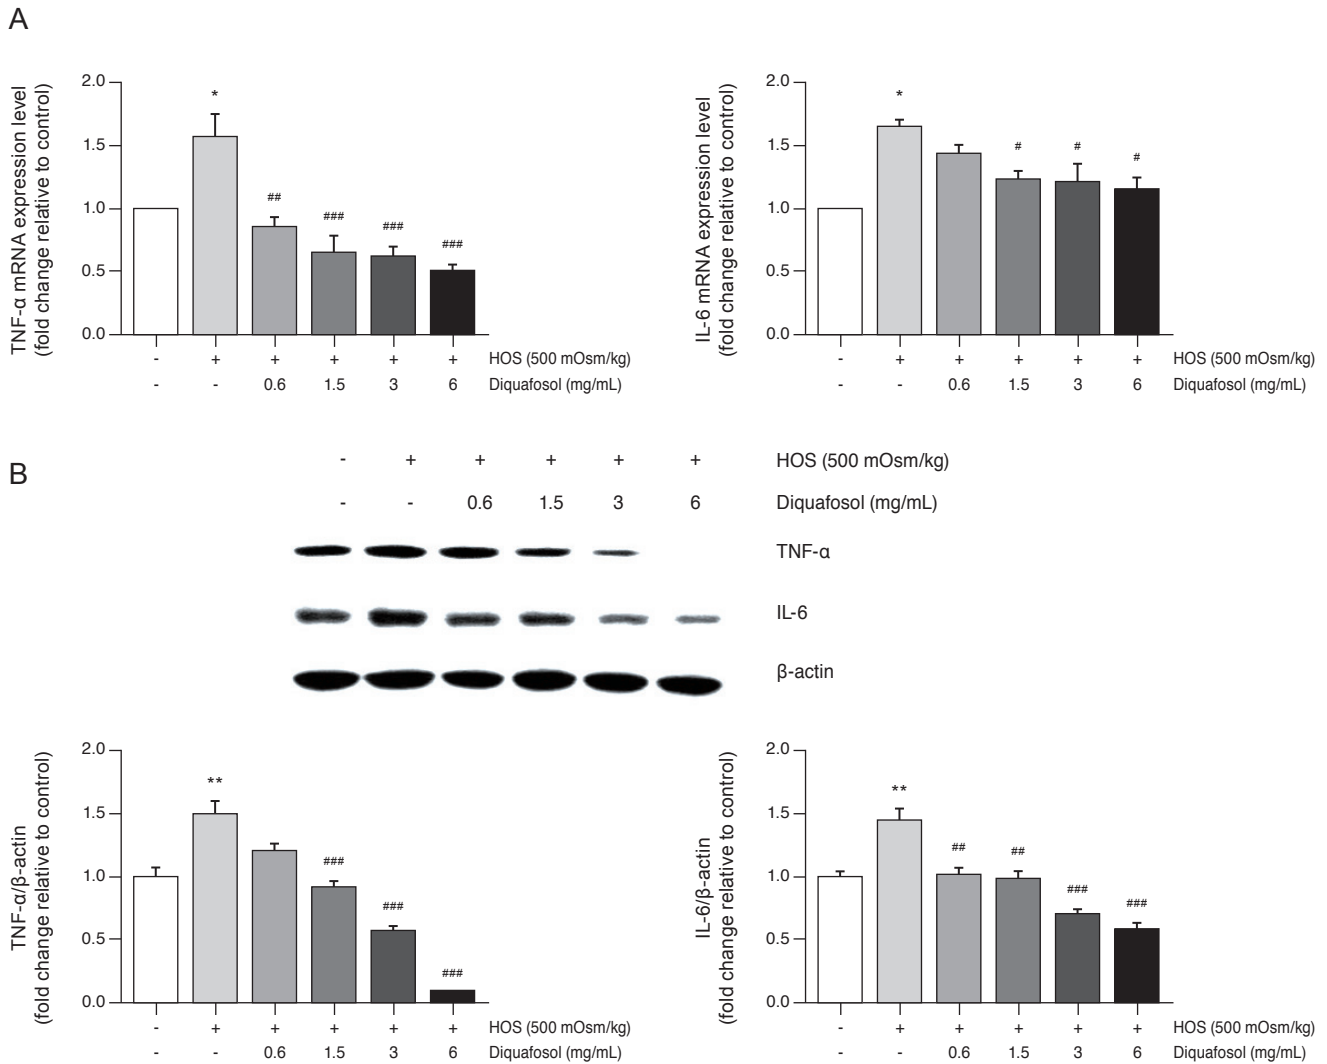 A
TNF-α mRNA expression level
(fold change relative to control)
2.0
1.5
1.0
0.5
0.0
*
##
###
###
###
- + + + + + HOS (500 mOsm/kg)
- - 0.6 1.5 3 6 Diquafosol (mg/mL)
IL-6 mRNA expression level
(fold change relative to control)
2.0
1.5
1.0
0.5
0.0
*
#
#
#
- + + + + + HOS (500 mOsm/kg)
- - 0.6 1.5 3 6 Diquafosol (mg/mL)
B
- + + + + + HOS (500 mOsm/kg)
- - 0.6 1.5 3 6 Diquafosol (mg/mL)
TNF-α
IL-6
β-actin
TNF-α/β-actin
(fold change relative to control)
2.0
1.5
1.0
0.5
0.0
**
###
###
###
- + + + + + HOS (500 mOsm/kg)
- - 0.6 1.5 3 6 Diquafosol (mg/mL)
IL-6/β-actin
(fold change relative to control)
2.0
1.5
1.0
0.5
0.0
**
##
##
###
###
- + + + + + HOS (500 mOsm/kg)
- - 0.6 1.5 3 6 Diquafosol (mg/mL)